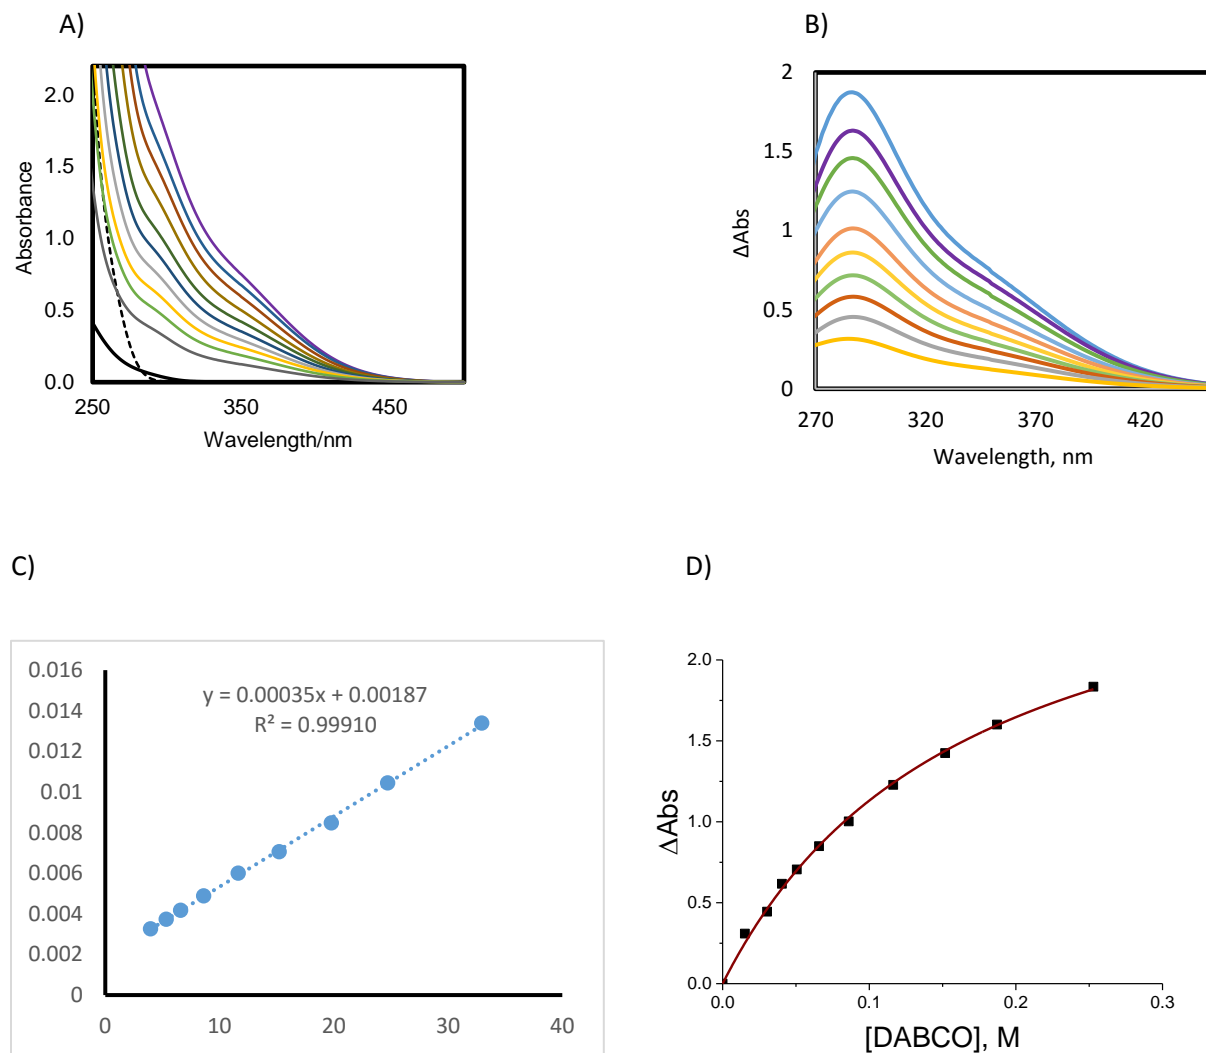 A)
2.0
1.5
1.0
0.5
0.0
Absorbance
250 350 450
Wavelength/nm
B)
2
1.5
1
0.5
0
ΔAbs
270 320 370 420
Wavelength, nm
C)
0.016
0.014
0.012
0.01
0.008
0.006
0.004
0.002
0
y = 0.00035x + 0.00187
R² = 0.99910
0 10 20 30 40
D)
2.0
1.5
1.0
0.5
0.0
ΔAbs
0.0 0.1 0.2 0.3
[DABCO], M